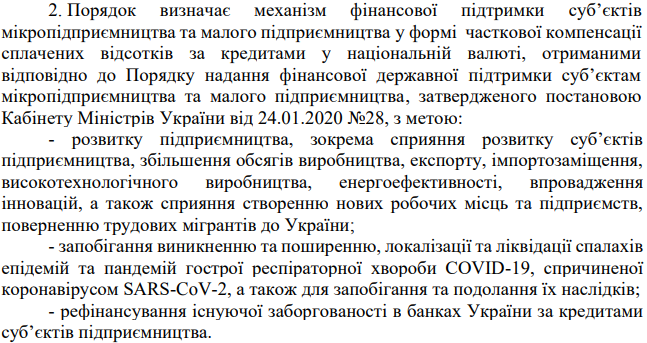 2. Порядок визначає механізм фінансової підтримки суб’єктів
мікропідприємництва та малого підприємництва у формі часткової компенсації
сплачених відсотків за кредитами у національній валюті, отриманими
відповідно до Порядку надання фінансової державної підтримки суб’єктам
мікропідприємництва та малого підприємництва, затвердженого постановою
Кабінету Міністрів України від 24.01.2020 №28, з метою:
- розвитку підприємництва, зокрема сприяння розвитку суб’єктів
підприємництва, збільшення обсягів виробництва, експорту, імпортозаміщення,
високотехнологічного виробництва, енергоефективності, впровадження
інновацій, а також сприяння створенню нових робочих місць та підприємств,
поверненню трудових мігрантів до України;
- запобігання виникненню та поширенню, локалізації та ліквідації спалахів
епідемій та пандемій гострої респіраторної хвороби COVID-19, спричиненої
коронавірусом SARS-CoV-2, а також для запобігання та подолання їх наслідків;
- рефінансування існуючої заборгованості в банках України за кредитами
суб’єктів підприємництва.